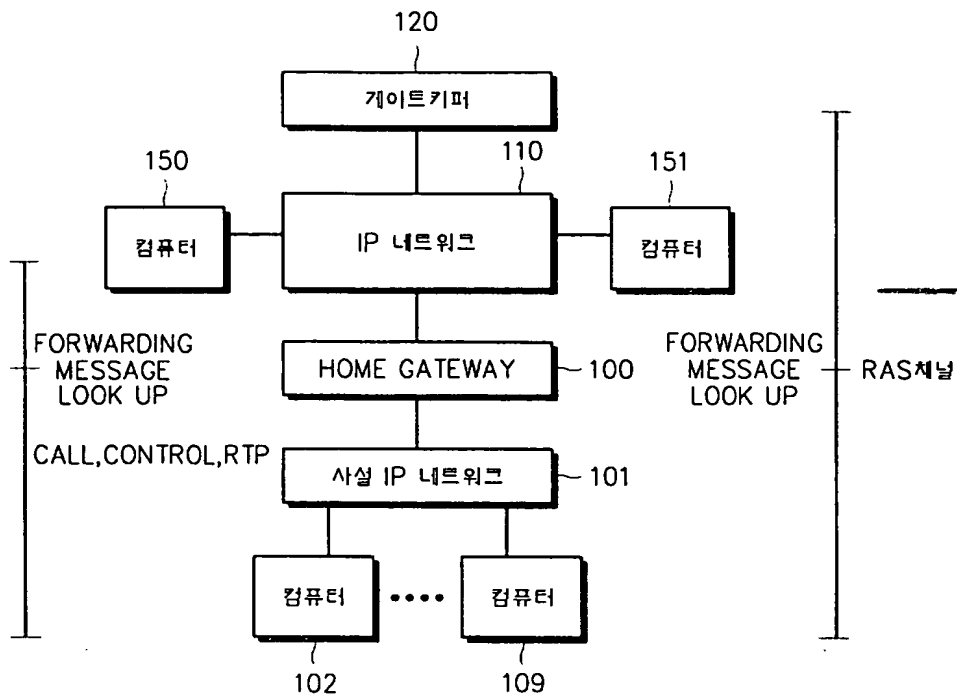 120
게이트키퍼
110
150
151
컴퓨터
IP 네트워크
컴퓨터
FORWARDING
MESSAGE
LOOK UP
HOME GATEWAY
100
FORWARDING
MESSAGE
LOOK UP
RAS채널
CALL,CONTROL,RTP
사설 IP 네트워크
101
컴퓨터
컴퓨터
102
109